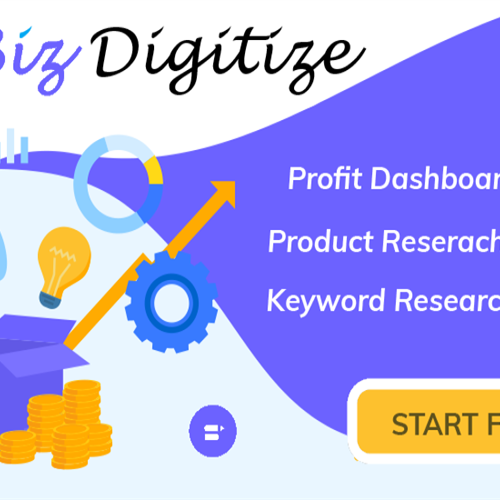 Biz Digitize
Profit Dashboar
Product Reserach
Keyword Researc
START F